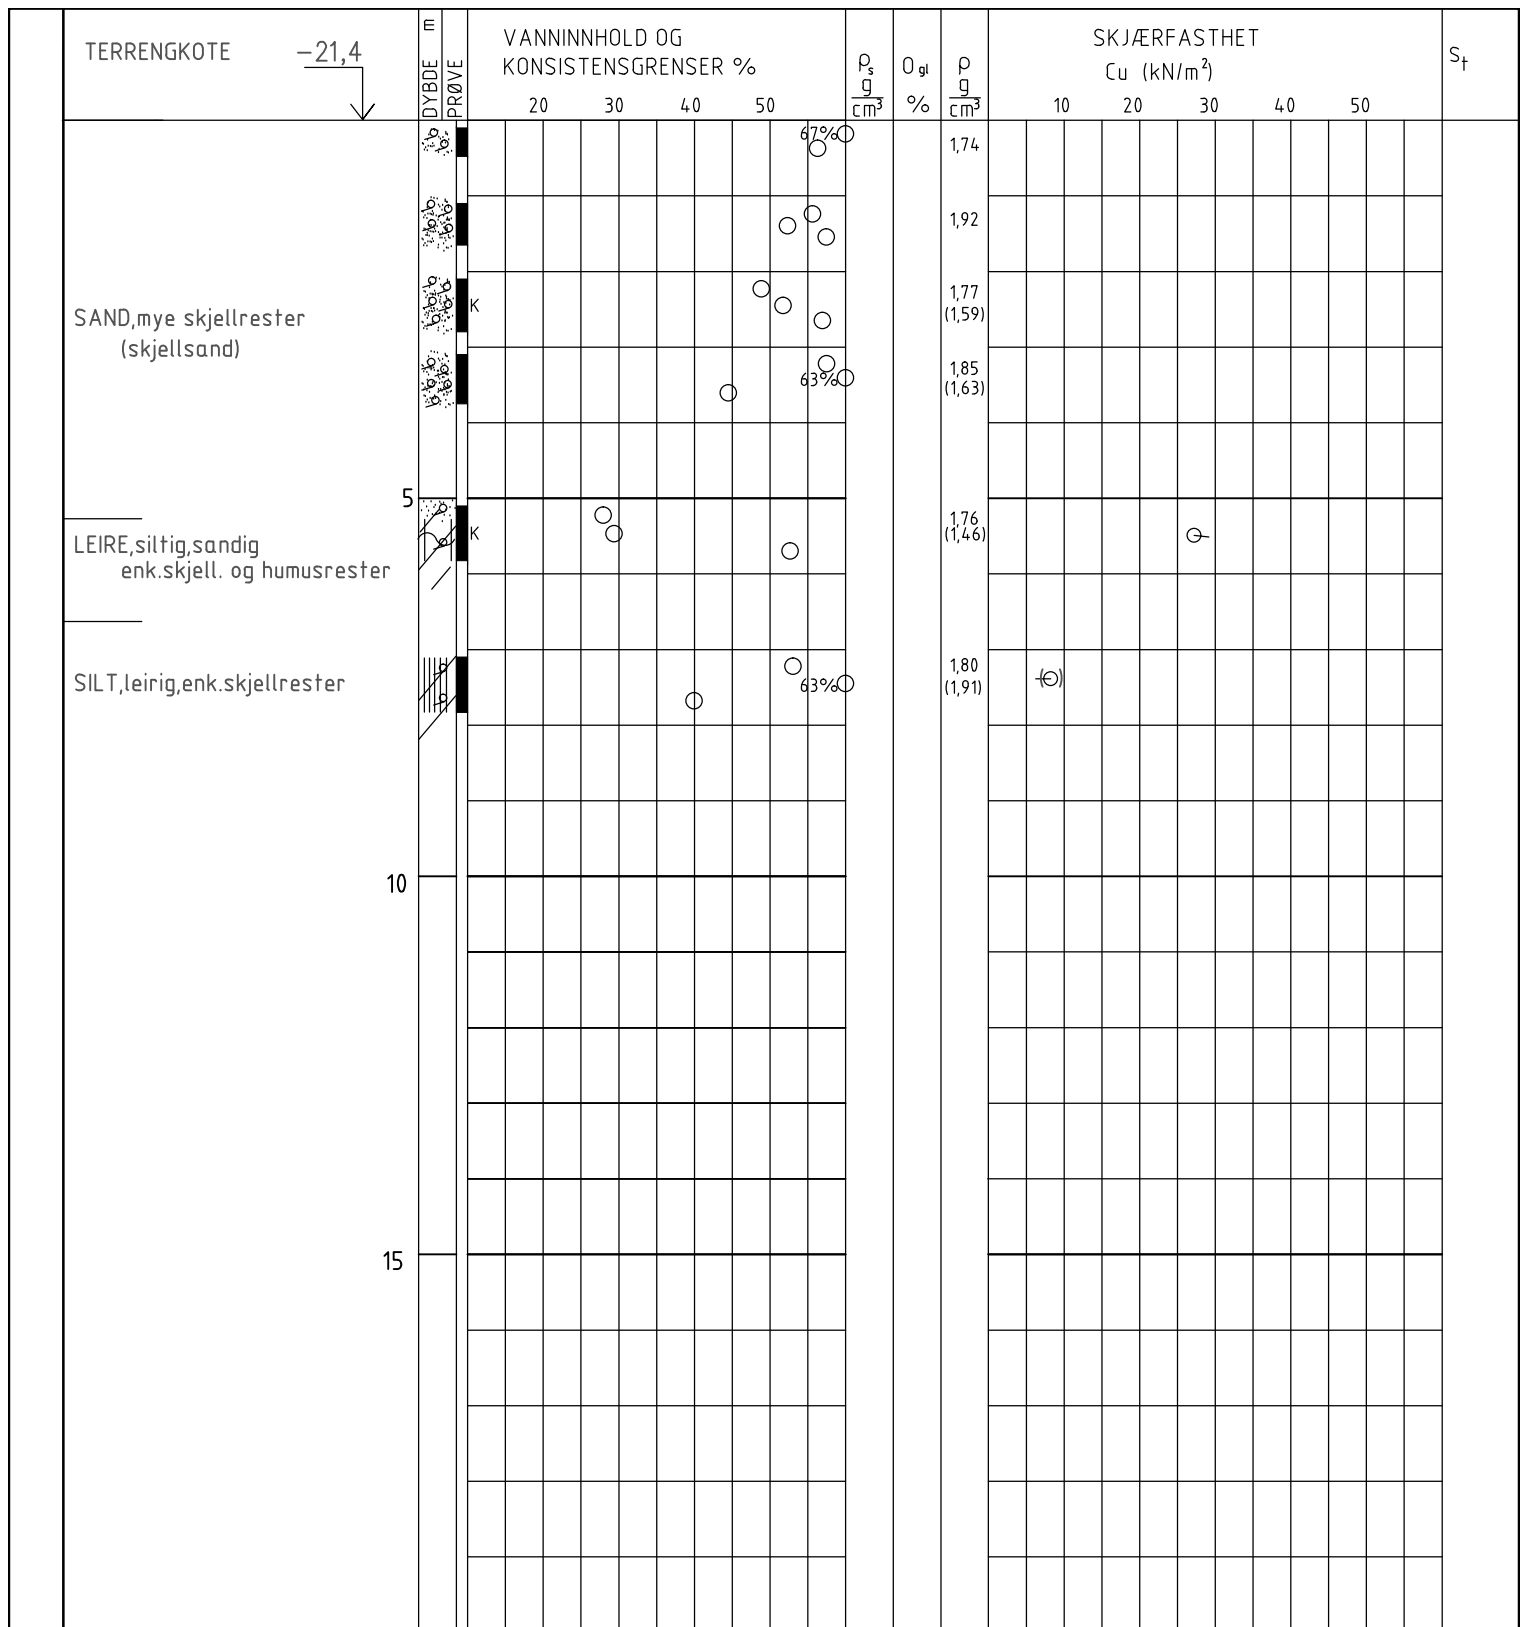 TERRENGKOTE -21,4
m
DYBDE
PRØVE
VANNINNHOLD OG
KONSISTENSGRENSER %
20 30 40 50
ρs g/cm³
O gl %
ρ g/cm³
SKJÆRFASTHET
Cu (kN/m²)
10 20 30 40 50
St
67%
1,74
1,92
K
1,77
(1,59)
SAND,mye skjellrester
(skjellsand)
63%
1,85
(1,63)
5
K
1,76
(1,46)
LEIRE,siltig,sandig
enk.skjell. og humusrester
SILT,leirig,enk.skjellrester
63%
1,80
(1,91)
( )
10
15